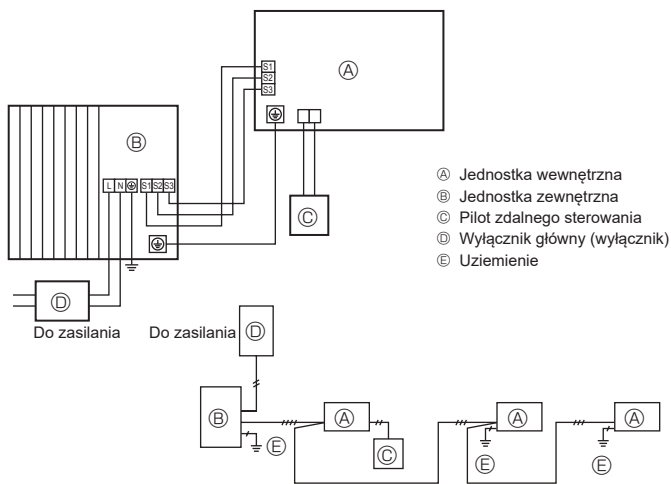 Ⓐ
S1
S2
S3
Ⓑ
L N S1 S2 S3
Ⓒ
Ⓓ
Do zasilania
Ⓐ Jednostka wewnętrzna
Ⓑ Jednostka zewnętrzna
Ⓒ Pilot zdalnego sterowania
Ⓓ Wyłącznik główny (wyłącznik)
Ⓔ Uziemienie
Do zasilania Ⓓ
Ⓑ Ⓐ Ⓐ Ⓐ
Ⓔ Ⓒ Ⓔ Ⓔ